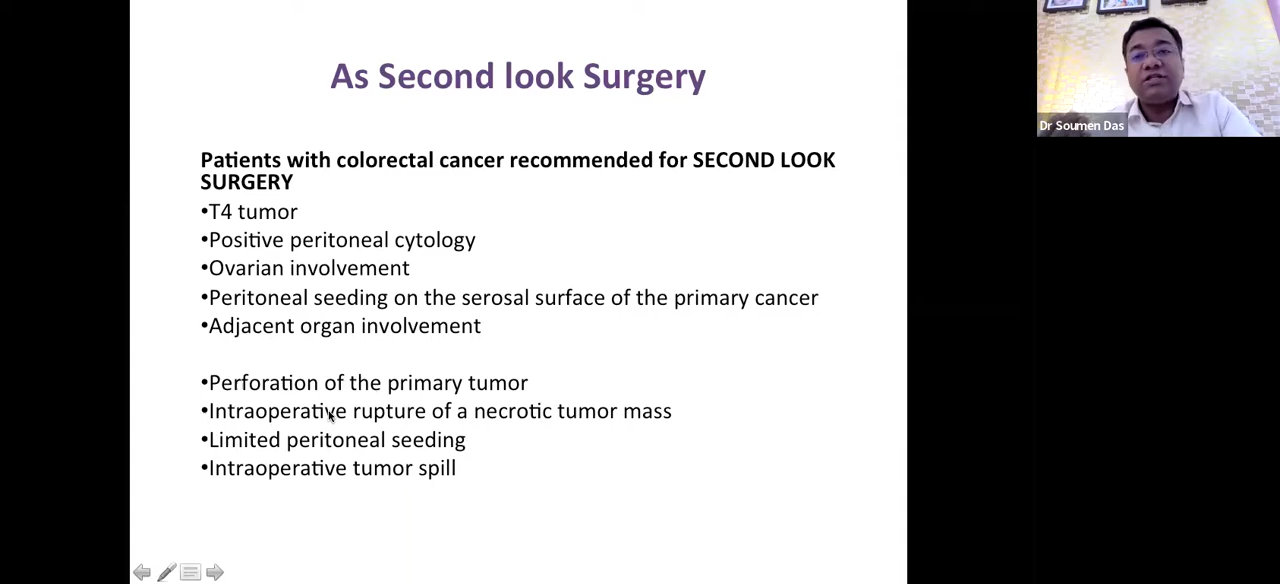 As Second look Surgery
Patients with colorectal cancer recommended for SECOND LOOK
SURGERY
•T4 tumor
•Positive peritoneal cytology
•Ovarian involvement
•Peritoneal seeding on the serosal surface of the primary cancer
•Adjacent organ involvement
•Perforation of the primary tumor
•Intraoperative rupture of a necrotic tumor mass
•Limited peritoneal seeding
•Intraoperative tumor spill
Dr Soumen Das